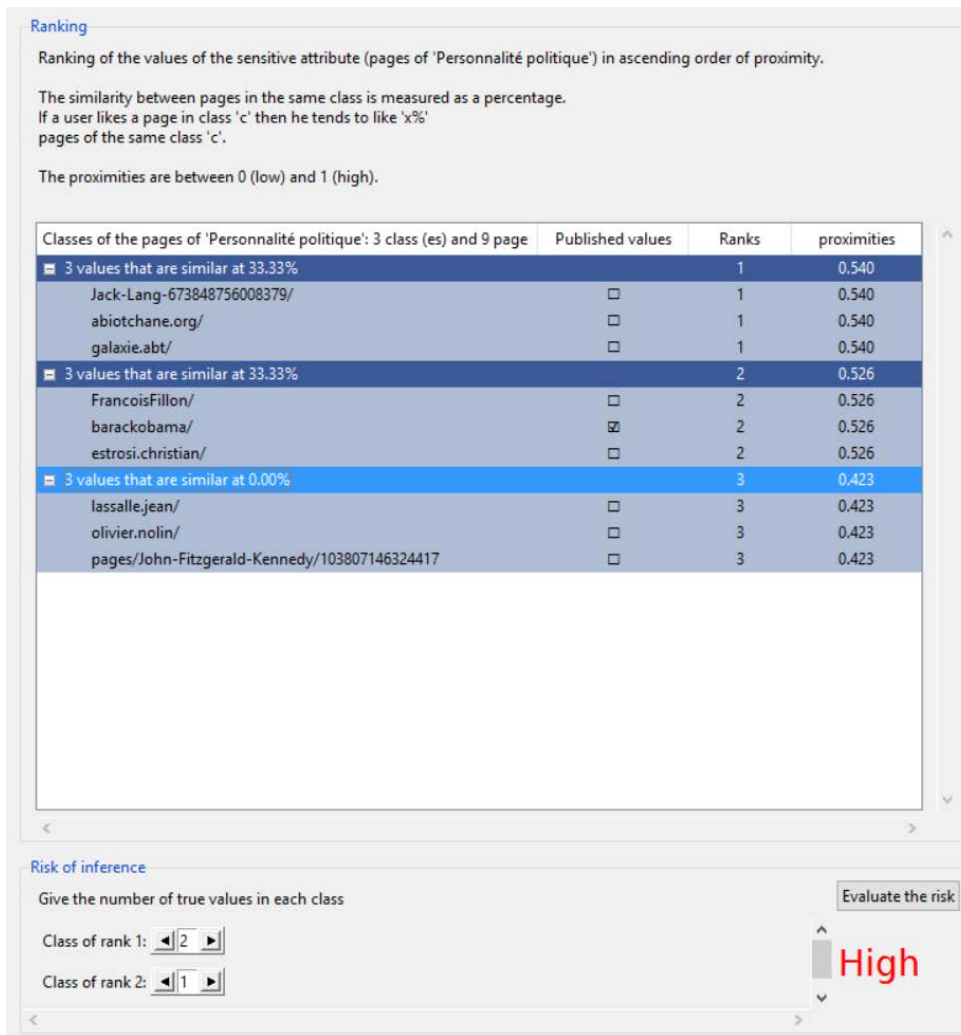 Ranking
Ranking of the values of the sensitive attribute (pages of 'Personnalité politique') in ascending order of proximity.
The similarity between pages in the same class is measured as a percentage.
If a user likes a page in class 'c' then he tends to like 'x%'
pages of the same class 'c'.
The proximities are between 0 (low) and 1 (high).
Classes of the pages of 'Personnalité politique': 3 class (es) and 9 page Published values Ranks proximities
3 values that are similar at 33.33% 1 0.540
Jack-Lang-673848756008379/ 1 0.540
abiotchane.org/ 1 0.540
galaxie.abt/ 1 0.540
3 values that are similar at 33.33% 2 0.526
FrancoisFillon/ 2 0.526
barackobama/ 2 0.526
estrosi.christian/ 2 0.526
3 values that are similar at 0.00% 3 0.423
lassalle.jean/ 3 0.423
olivier.nolin/ 3 0.423
pages/John-Fitzgerald-Kennedy/103807146324417 3 0.423
Risk of inference
Give the number of true values in each class Evaluate the risk
Class of rank 1: 2
High
Class of rank 2: 1